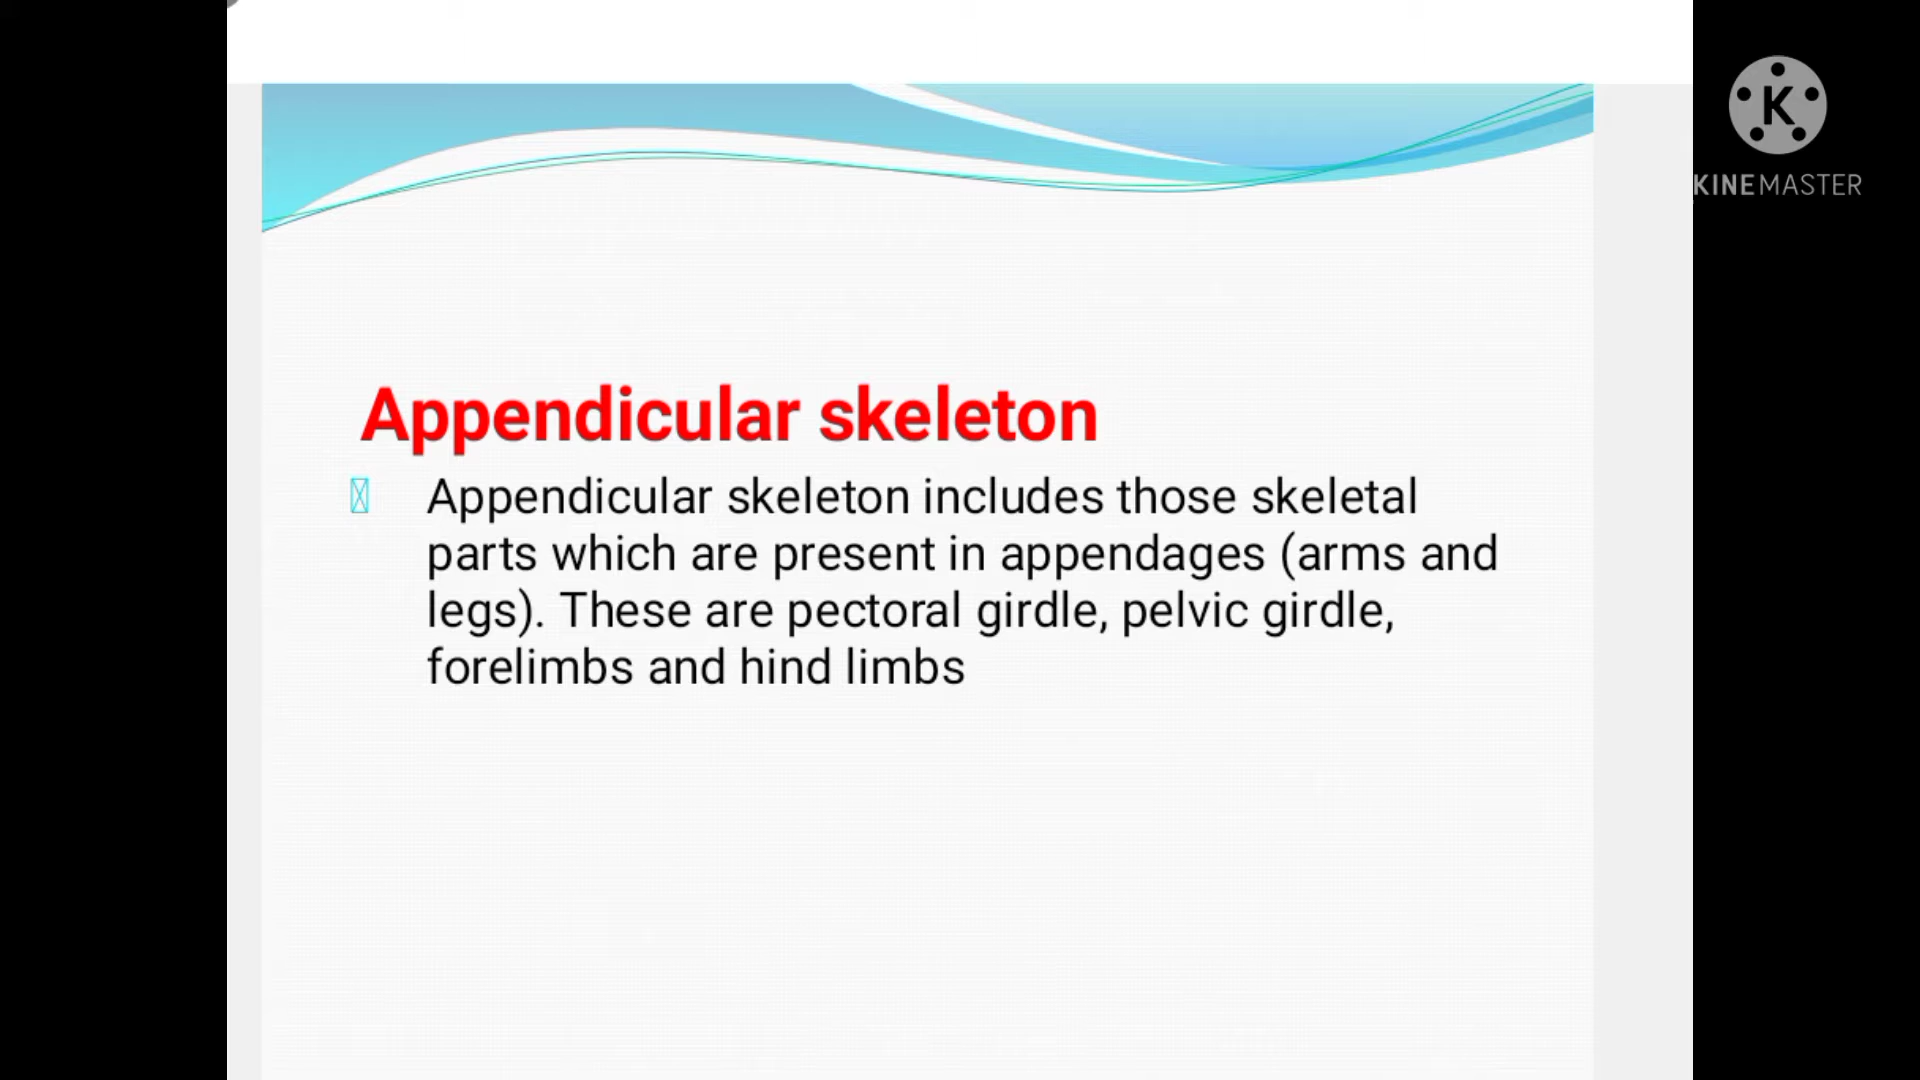 KINEMASTER
Appendicular skeleton
Appendicular skeleton includes those skeletal
parts which are present in appendages (arms and
legs). These are pectoral girdle, pelvic girdle,
forelimbs and hind limbs